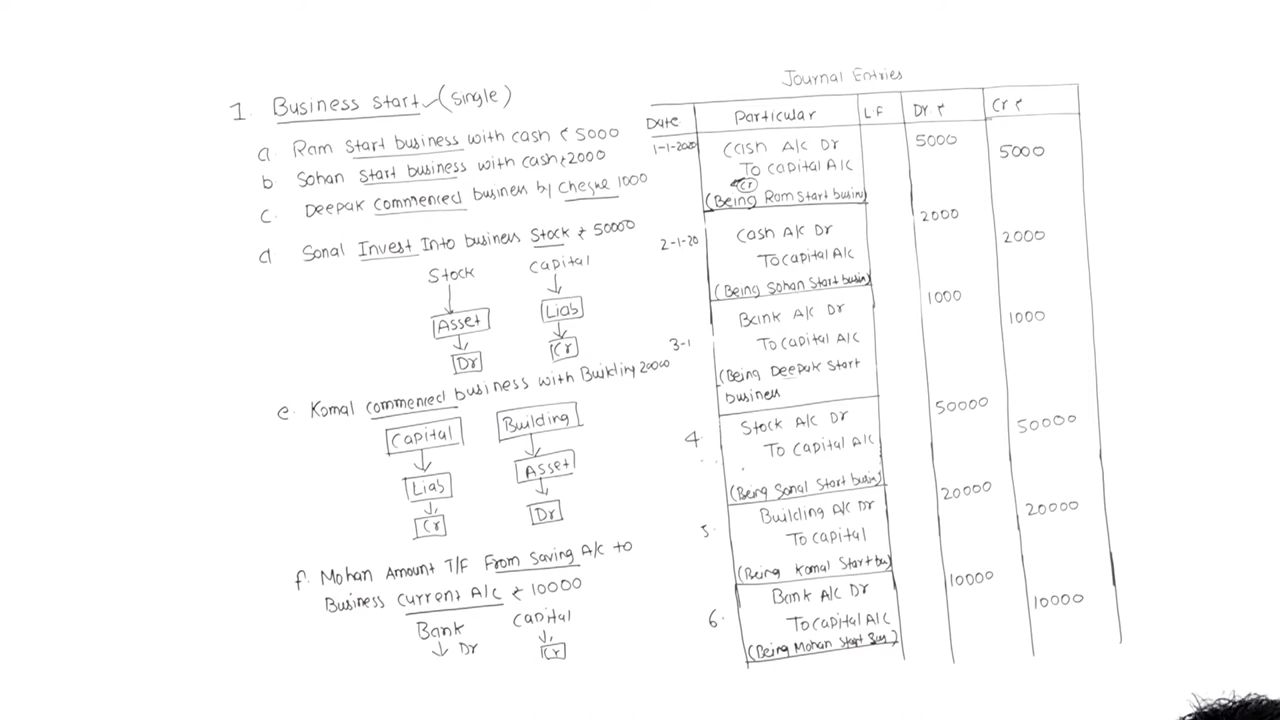 1. Business Start (Single)
a. Ram Start business with cash ₹ 5000
b. Sohan Start business with cash ₹2000
c. Deepak commenced business by Cheque 1000
d Sonal Invest Into business Stock ₹ 50000
Stock Capital
Asset Liab
Dr Cr
e. Komal commenced business with Building 20000
Capital Building
Liab Asset
Cr Dr
f. Mohan Amount T/F From Saving A/c to
Business Current A/c ₹ 10000
Bank Capital
Dr Cr
Journal Entries
Date Particular L.F Dr. ₹ Cr ₹
1-1-2020 Cash A/c Dr 5000
To capital A/c 5000
Cr
(Being Ram Start busin)
2-1-20 Cash A/c Dr 2000
To capital A/c 2000
(Being Sohan Start busin)
Bank A/c Dr 1000
3-1 To capital A/c 1000
(Being Deepak Start
business
4 Stock A/c Dr 50000
To Capital A/c 50000
(Being Sonal Start busin)
Building A/c Dr 20000
5. To capital 20000
(Being Komal Start bu)
Bank A/c Dr 10000
6. To capital A/c 10000
(Being Mohan Start Bus)